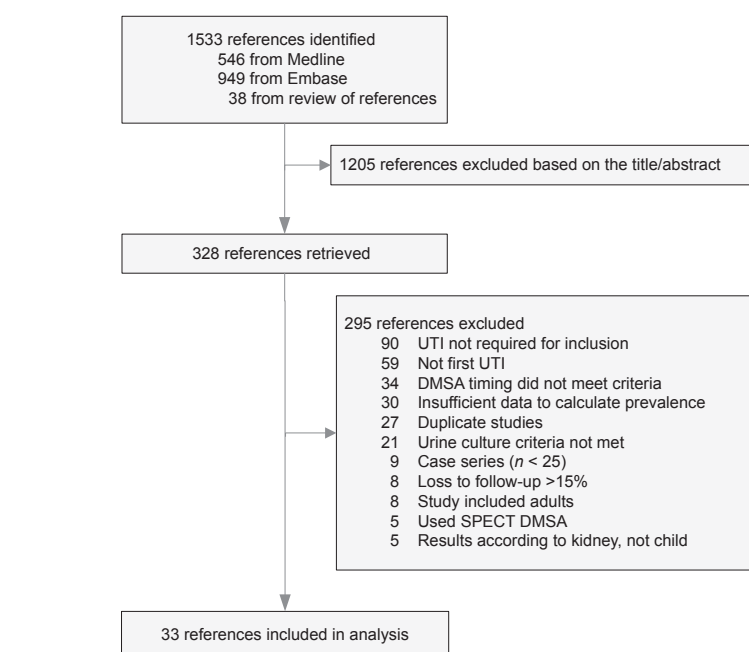 1533 references identified
546 from Medline
949 from Embase
38 from review of references
1205 references excluded based on the title/abstract
328 references retrieved
295 references excluded
90 UTI not required for inclusion
59 Not first UTI
34 DMSA timing did not meet criteria
30 Insufficient data to calculate prevalence
27 Duplicate studies
21 Urine culture criteria not met
9 Case series (n < 25)
8 Loss to follow-up >15%
8 Study included adults
5 Used SPECT DMSA
5 Results according to kidney, not child
33 references included in analysis